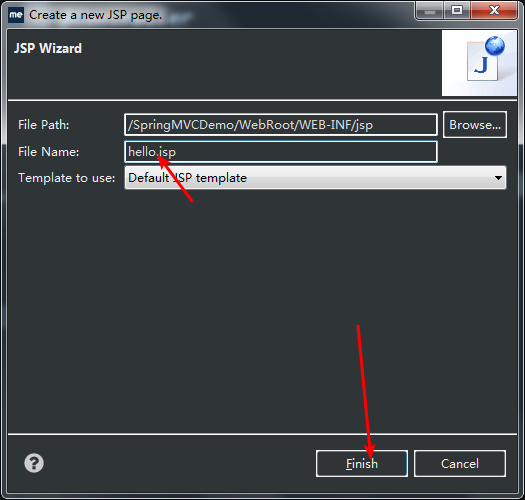 me Create a new JSP page.
JSP Wizard
J
File Path: /SpringMVCDemo/WebRoot/WEB-INF/jsp Browse...
File Name: hello.jsp
Template to use: Default JSP template
? Finish Cancel